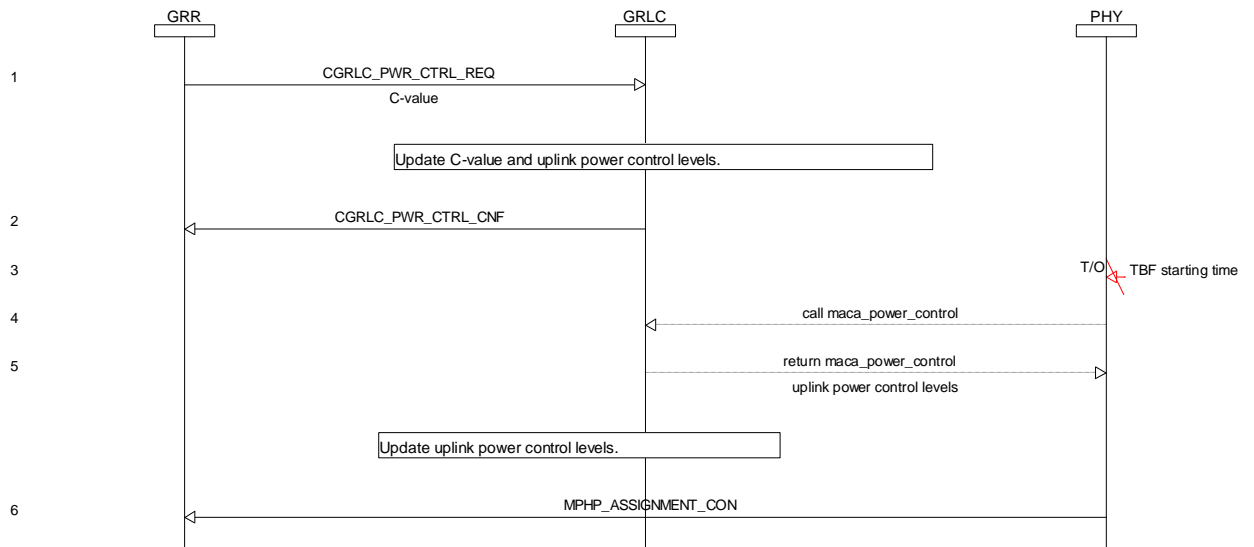 GRR GRLC PHY
1 CGRLC_PWR_CTRL_REQ
C-value
Update C-value and uplink power control levels.
2 CGRLC_PWR_CTRL_CNF
3 T/O TBF starting time
4 call maca_power_control
5 return maca_power_control
uplink power control levels
Update uplink power control levels.
6 MPHP_ASSIGNMENT_CON